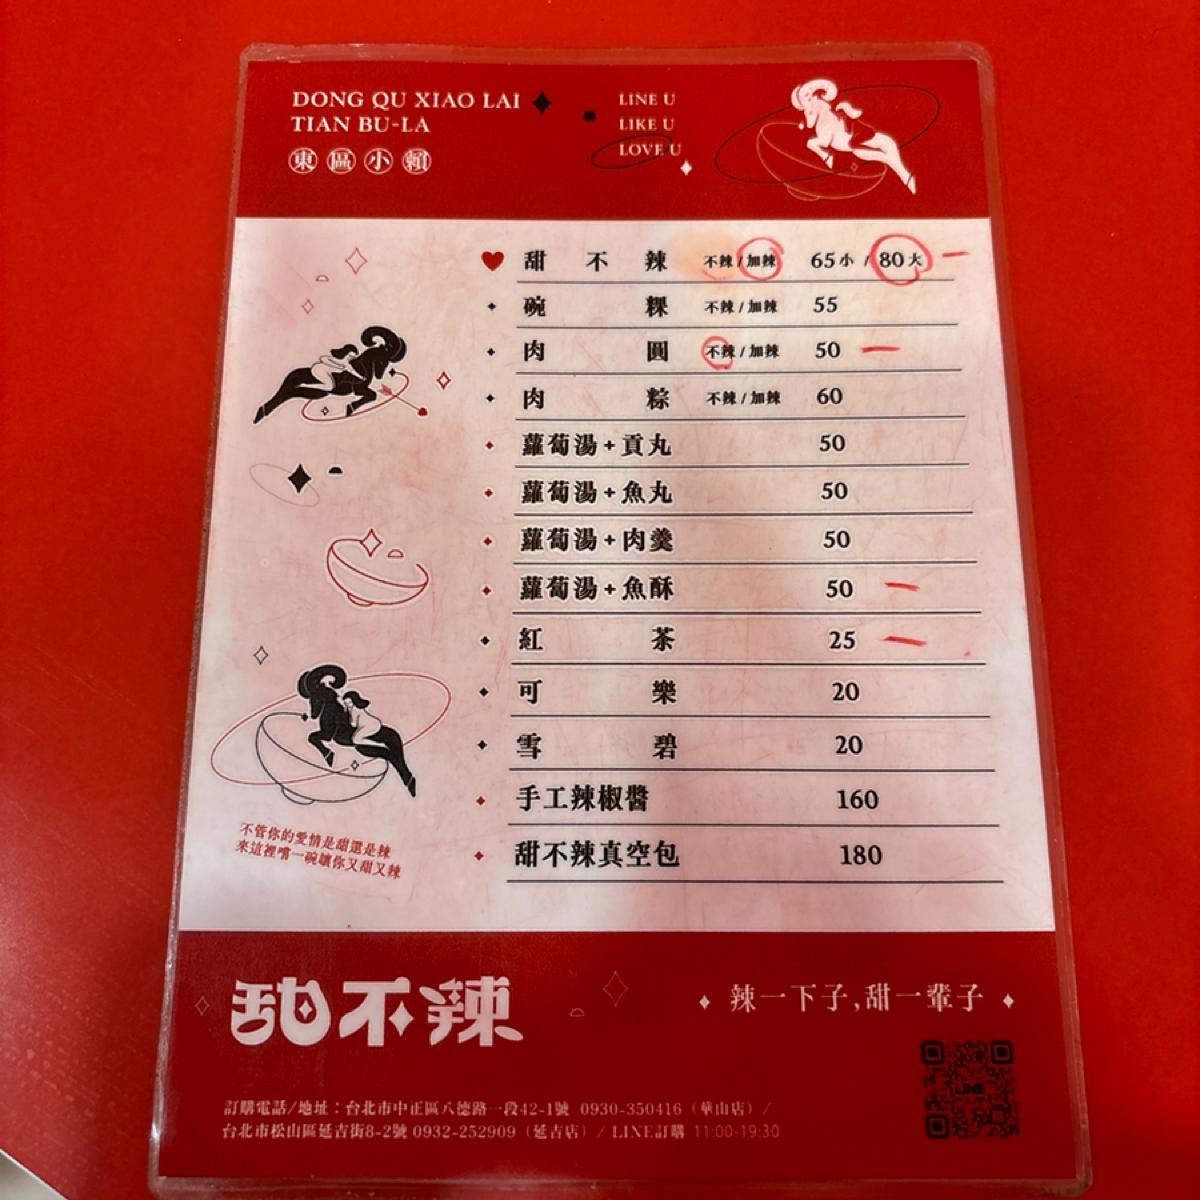 DONG QU XIAO LAI
TIAN BU-LA
東區小賴
LINE U
LIKE U
LOVE U
甜不辣 不辣/加辣 65小/80大
碗粿 不辣/加辣 55
肉圓 不辣/加辣 50
肉粽 不辣/加辣 60
蘿蔔湯+貢丸 50
蘿蔔湯+魚丸 50
蘿蔔湯+肉羹 50
蘿蔔湯+魚酥 50
紅茶 25
可樂 20
雪碧 20
手工辣椒醬 160
甜不辣真空包 180
不管你的愛情是甜還是辣
來這裡嚐一碗讓你又甜又辣
甜不辣
辣一下子,甜一輩子
LINE
訂購電話/地址：台北市中正區八德路一段42-1號 0930-350416（華山店）/
台北市松山區延吉街8-2號 0932-252909（延吉店）/ LINE訂購 11:00-19:30